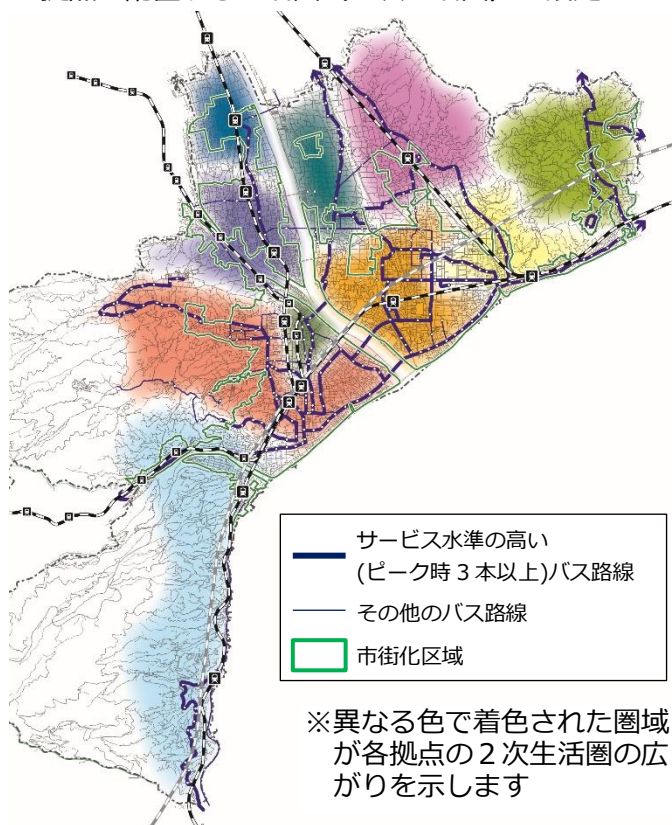 サービス水準の高い
(ピーク時３本以上)バス路線
その他のバス路線
市街化区域
※異なる色で着色された圏域
が各拠点の２次生活圏の広
がりを示します